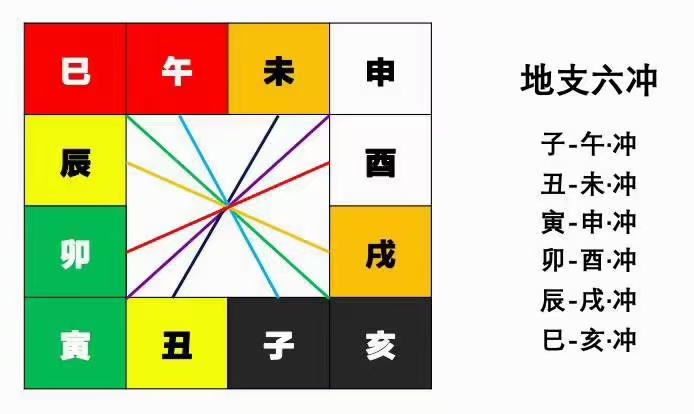 巳 午 未 申
辰 酉
卯 戌
寅 丑 子 亥
地支六冲
子-午·冲
丑-未·冲
寅-申·冲
卯-酉·冲
辰-戌·冲
巳-亥·冲